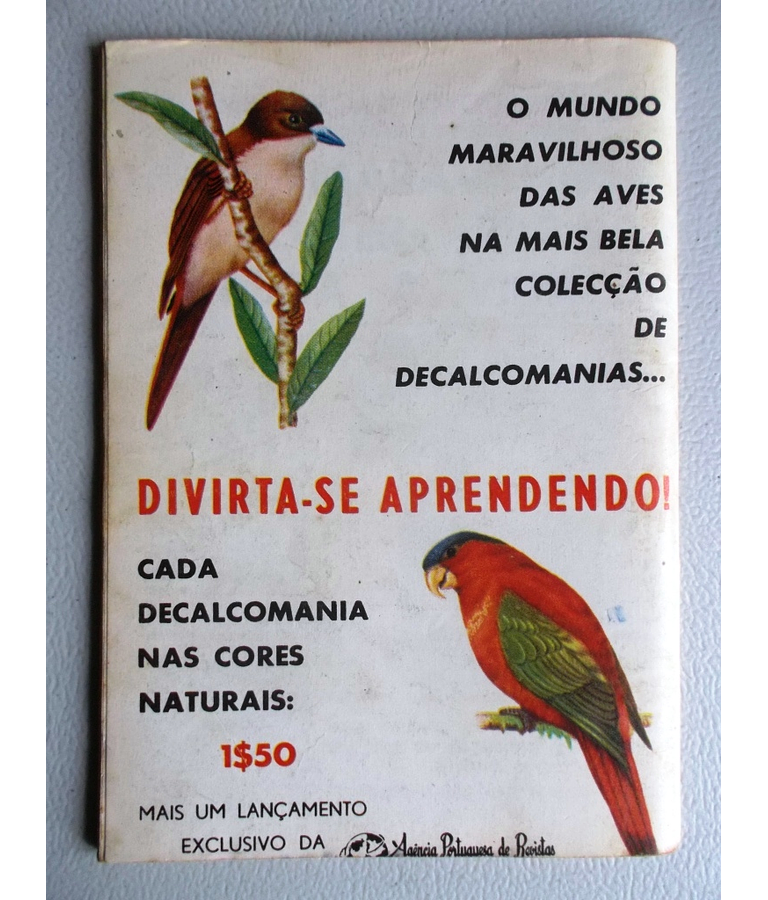 O MUNDO
MARAVILHOSO
DAS AVES
NA MAIS BELA
COLECÇÃO
DE
DECALCOMANIAS...
DIVIRTA-SE APRENDENDO!
CADA
DECALCOMANIA
NAS CORES
NATURAIS:
1$50
MAIS UM LANÇAMENTO
EXCLUSIVO DA Agência Portuguesa de Revistas